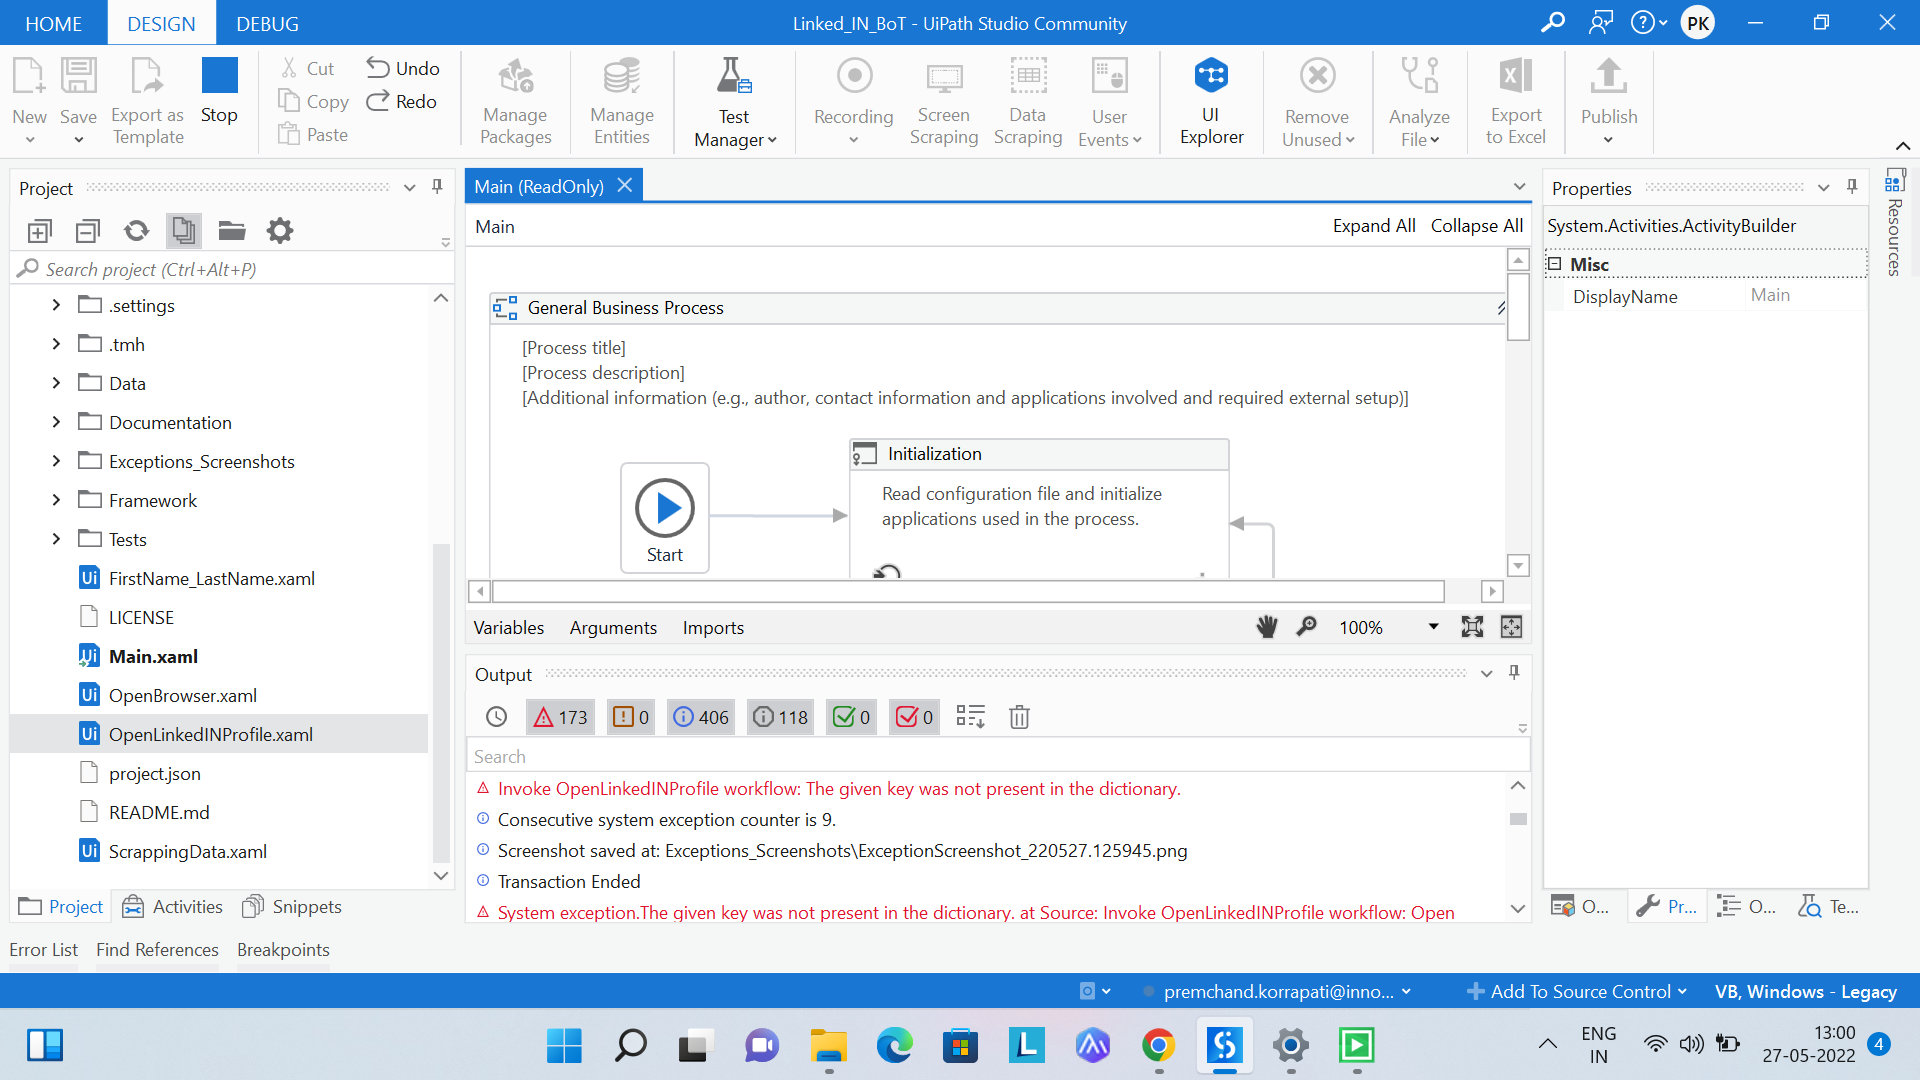 HOME
DESIGN
DEBUG
Linked_IN_BoT - UiPath Studio Community
PK
New
Save
Export as
Template
Stop
Cut
Copy
Paste
Undo
Redo
Manage
Packages
Manage
Entities
Test
Manager
Recording
Screen
Scraping
Data
Scraping
User
Events
UI
Explorer
Remove
Unused
Analyze
File
Export
to Excel
Publish
Project
Search project (Ctrl+Alt+P)
.settings
.tmh
Data
Documentation
Exceptions_Screenshots
Framework
Tests
FirstName_LastName.xaml
LICENSE
Main.xaml
OpenBrowser.xaml
OpenLinkedINProfile.xaml
project.json
README.md
ScrappingData.xaml
Project
Activities
Snippets
Main (ReadOnly)
Main
Expand All
Collapse All
General Business Process
[Process title]
[Process description]
[Additional information (e.g., author, contact information and applications involved and required external setup)]
Start
Initialization
Read configuration file and initialize
applications used in the process.
Variables
Arguments
Imports
100%
Output
173
0
406
118
0
0
Search
Invoke OpenLinkedINProfile workflow: The given key was not present in the dictionary.
Consecutive system exception counter is 9.
Screenshot saved at: Exceptions_Screenshots\ExceptionScreenshot_220527.125945.png
Transaction Ended
System exception.The given key was not present in the dictionary. at Source: Invoke OpenLinkedINProfile workflow: Open
Properties
System.Activities.ActivityBuilder
Misc
DisplayName
Main
Resources
O...
Pr...
O...
Te...
Error List
Find References
Breakpoints
premchand.korrapati@inno...
Add To Source Control
VB, Windows - Legacy
ENG
IN
13:00
27-05-2022
4